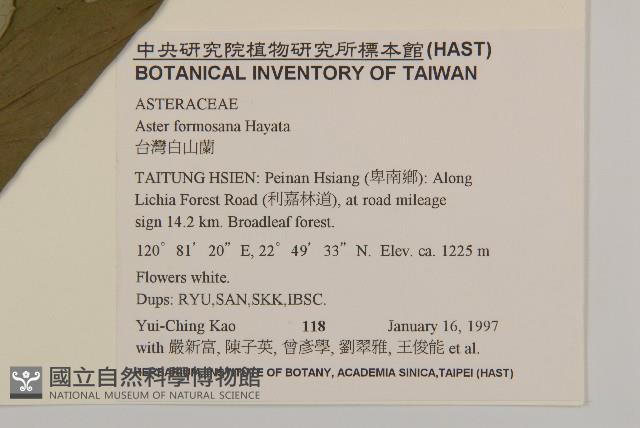 中央研究院植物研究所標本館(HAST)
BOTANICAL INVENTORY OF TAIWAN
ASTERACEAE
Aster formosana Hayata
台灣白山蘭
TAITUNG HSIEN: Peinan Hsiang (卑南鄉): Along
Lichia Forest Road (利嘉林道), at road mileage
sign 14.2 km. Broadleaf forest.
120° 81′ 20″ E, 22° 49′ 33″ N. Elev. ca. 1225 m
Flowers white.
Dups: RYU,SAN,SKK,IBSC.
Yui-Ching Kao 118 January 16, 1997
with 嚴新富, 陳子英, 曾彥學, 劉翠雅, 王俊能 et al.
HERBARIUM, INSTITUTE OF BOTANY, ACADEMIA SINICA,TAIPEI (HAST)
國立自然科學博物館
NATIONAL MUSEUM OF NATURAL SCIENCE